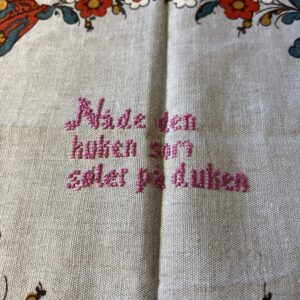 Nåde den
kuken som
søler på duken